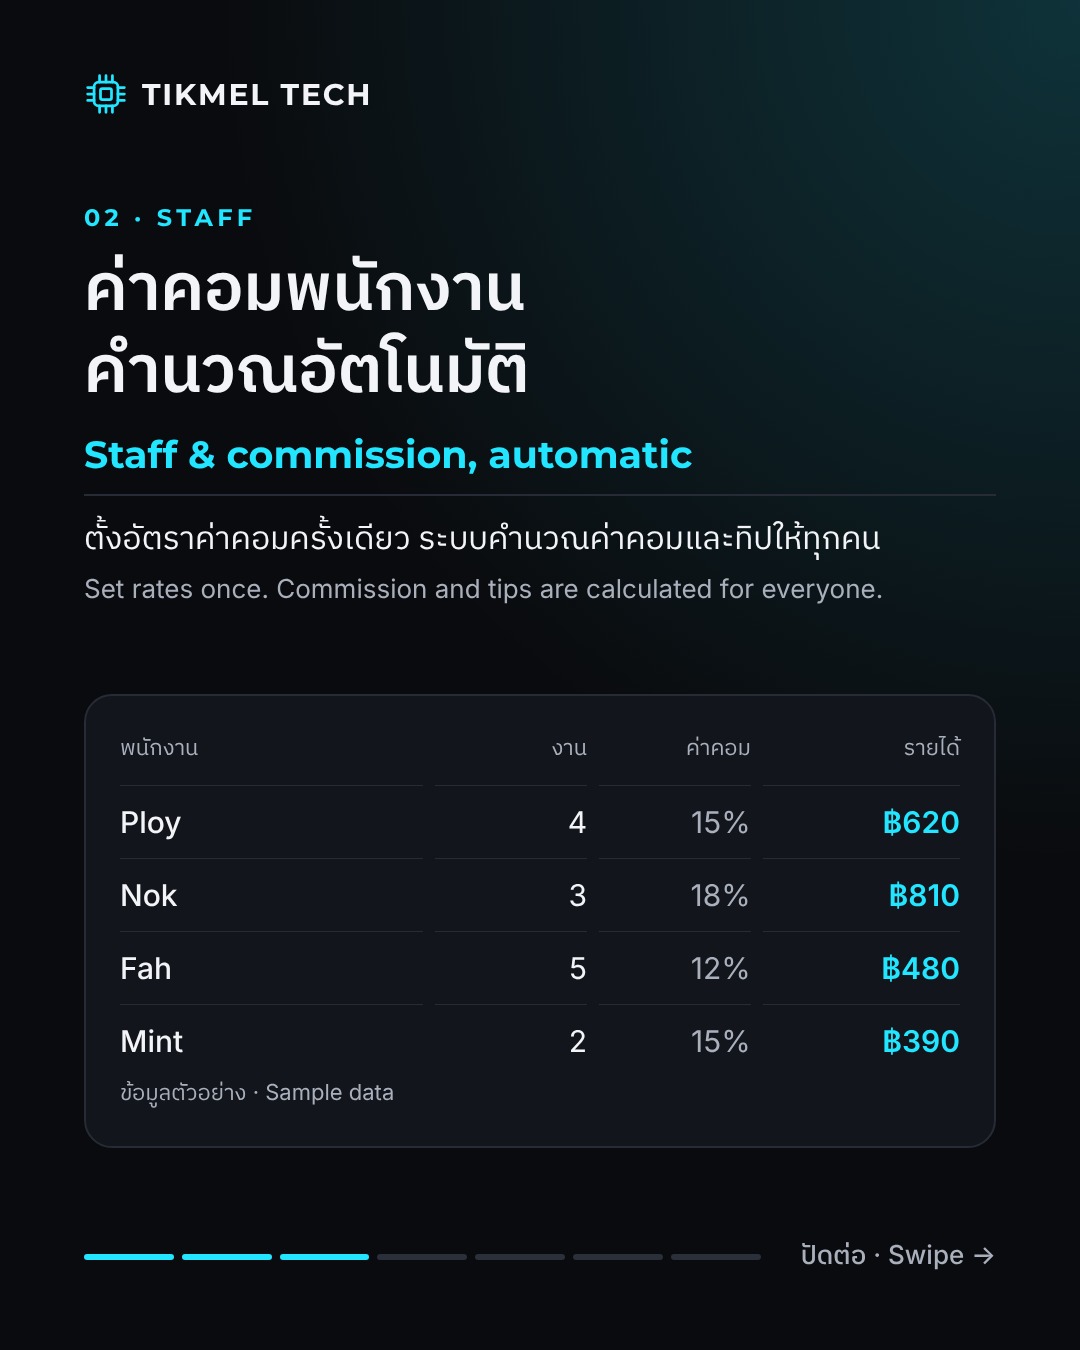 TIKMEL TECH
02 · STAFF
ค่าคอมพนักงาน
คำนวณอัตโนมัติ
Staff & commission, automatic
ตั้งอัตราค่าคอมครั้งเดียว ระบบคำนวณค่าคอมและทิปให้ทุกคน
Set rates once. Commission and tips are calculated for everyone.
พนักงาน งาน ค่าคอม รายได้
Ploy 4 15% ฿620
Nok 3 18% ฿810
Fah 5 12% ฿480
Mint 2 15% ฿390
ข้อมูลตัวอย่าง · Sample data
ปัดต่อ · Swipe →